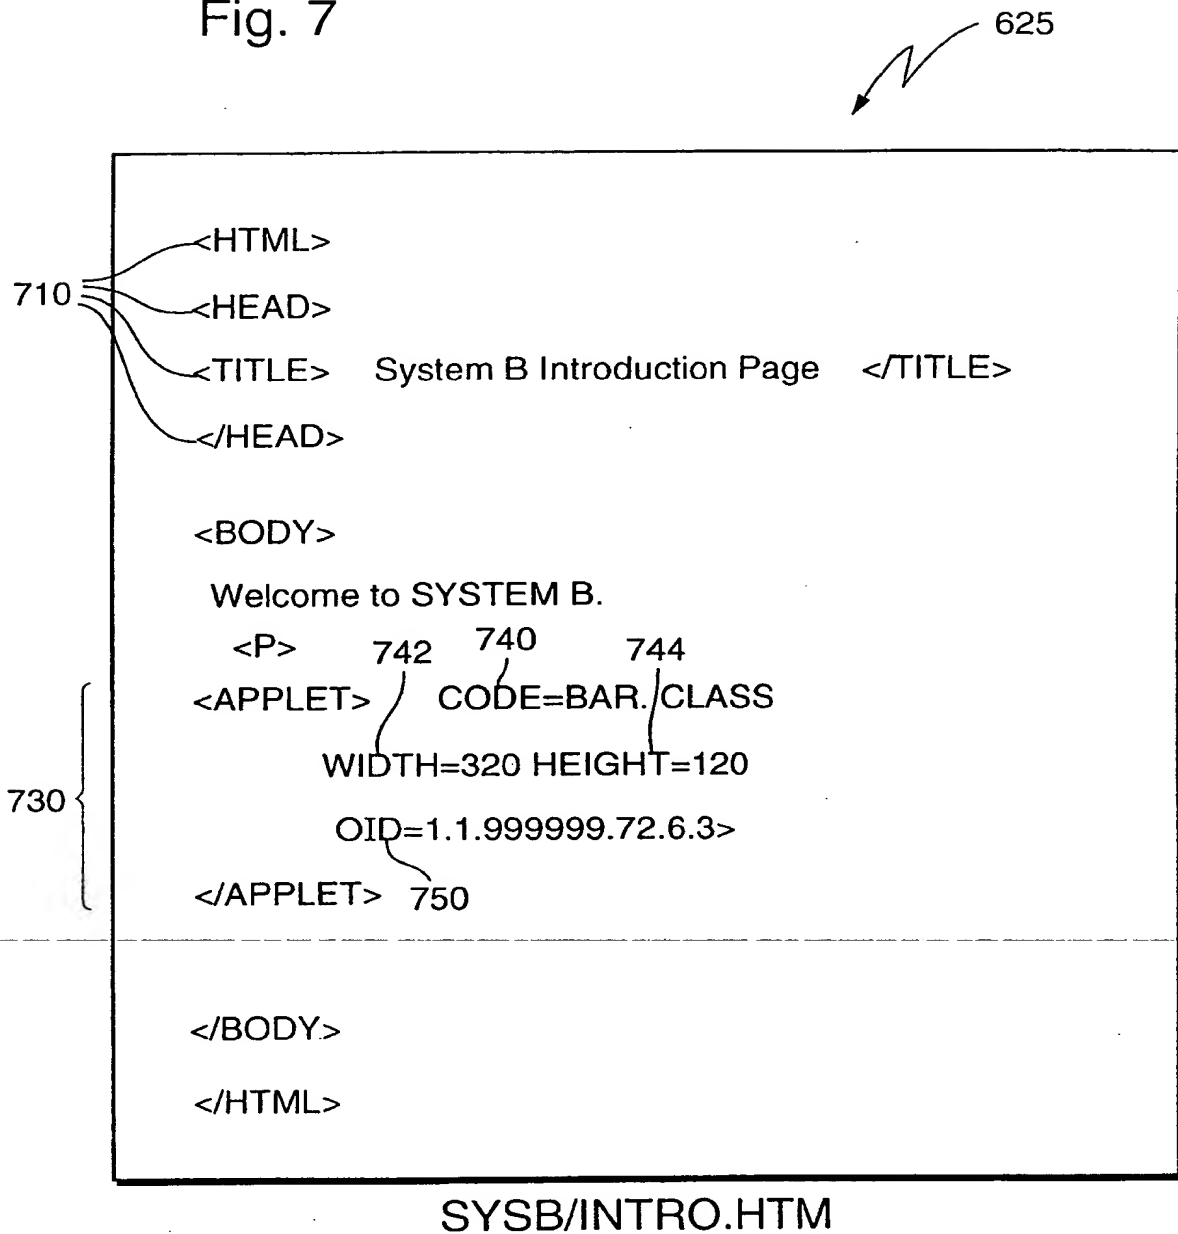 Fig. 7
625
<HTML>
710
<HEAD>
<TITLE> System B Introduction Page </TITLE>
</HEAD>
<BODY>
Welcome to SYSTEM B.
<P> 742 740 744
<APPLET> CODE=BAR. CLASS
WIDTH=320 HEIGHT=120
730
OID=1.1.999999.72.6.3>
</APPLET> 750
</BODY>
</HTML>
SYSB/INTRO.HTM